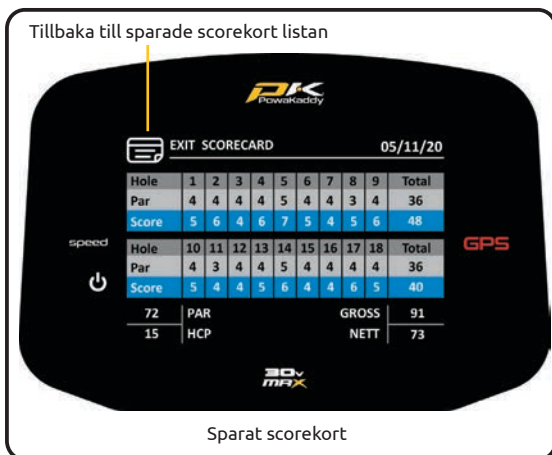 Tillbaka till sparade scorekort listan
PK
PowaKaddy
EXIT SCORECARD 05/11/20
Hole 1 2 3 4 5 6 7 8 9 Total
Par 4 4 4 4 5 4 4 3 4 36
Score 5 6 4 6 7 5 4 5 6 48
speed
GPS
Hole 10 11 12 13 14 15 16 17 18 Total
Par 4 3 4 4 5 4 4 4 4 36
Score 5 4 4 5 6 4 4 6 5 40
72 PAR GROSS 91
15 HCP NETT 73
30v
MAX
Sparat scorekort